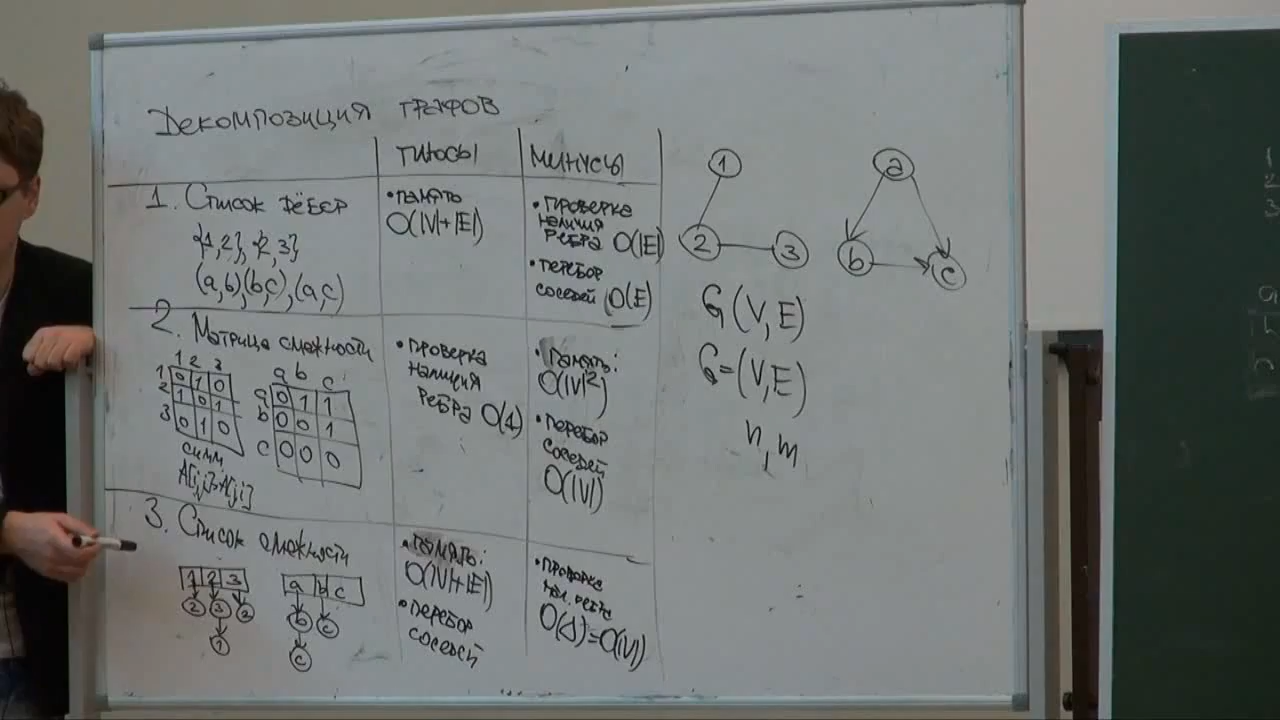 Декомпозиция графов
плюсы
минусы
1. Список рёбер
{1,2}, {2,3}
(a,b)(b,c),(a,c)
• память
O(|V|+|E|)
• проверка
наличия
ребра O(|E|)
• перебор
соседей O(E)
2. Матрица смежности
1 2 3
1 0 1 0
2 1 0 1
3 0 1 0
симм
A[i,j]=A[j,i]
a b c
a 0 1 1
b 0 0 1
c 0 0 0
• проверка
наличия
ребра O(1)
• память:
O(|V|²)
• перебор
соседей
O(|V|)
3. Список смежности
1 2 3
2 3 2
1
a b c
b c
c
• память:
O(|V|+|E|)
• перебор
соседей
• проверка
нал. ребра
O(d)=O(|V|)
1
2 3
a
b c
G(V,E)
G=(V,E)
n, m